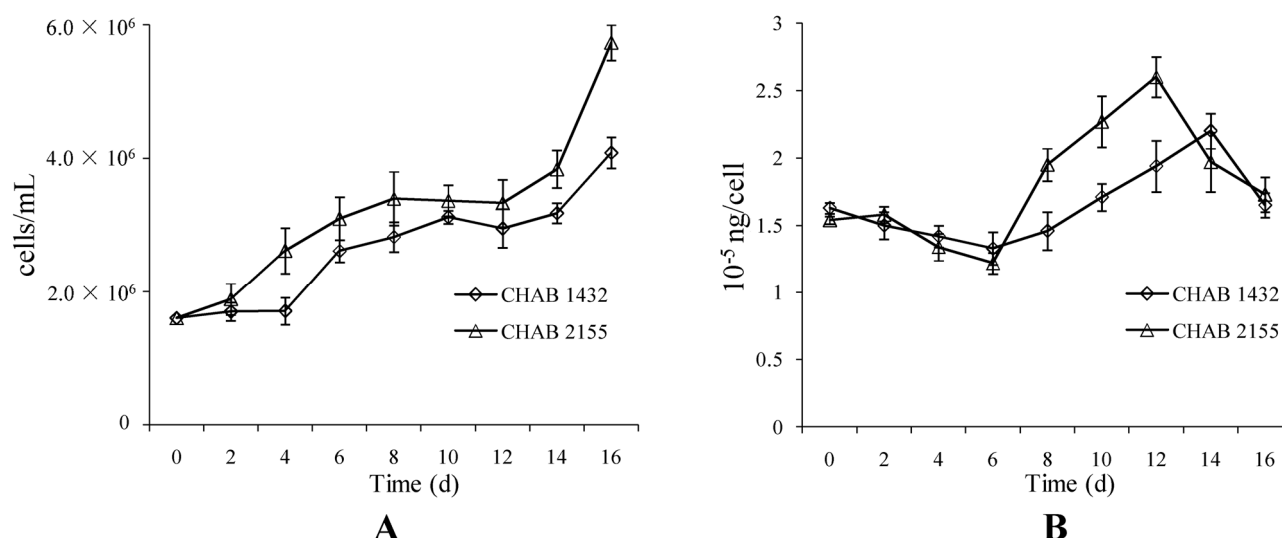 6.0 × 10⁶
4.0 × 10⁶
2.0 × 10⁶
0
cells/mL
0 2 4 6 8 10 12 14 16
Time (d)
CHAB 1432
CHAB 2155
A
3
2.5
2
1.5
1
0.5
0
10⁻⁵ ng/cell
0 2 4 6 8 10 12 14 16
Time (d)
CHAB 1432
CHAB 2155
B